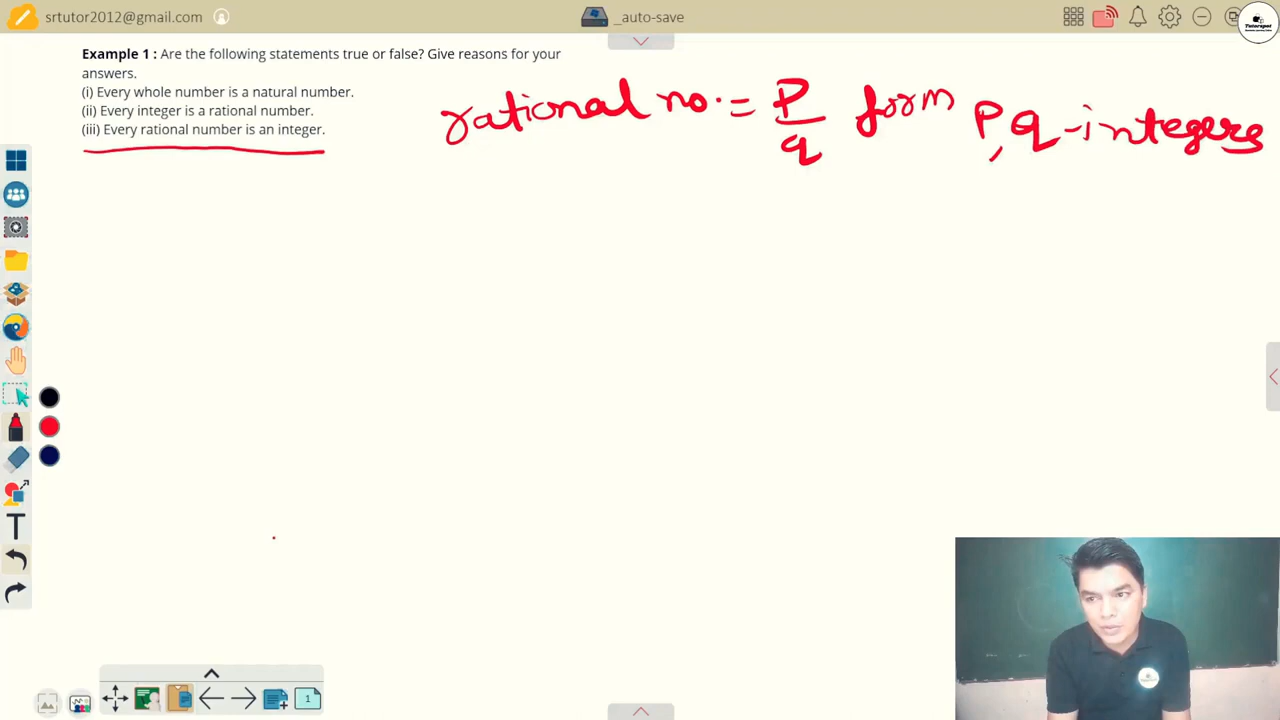 srtutor2012@gmail.com
_auto-save
Tutorspot
Example 1 : Are the following statements true or false? Give reasons for your
answers.
(i) Every whole number is a natural number.
(ii) Every integer is a rational number.
(iii) Every rational number is an integer.
rational no. = P/q form P, q - integers
T
1